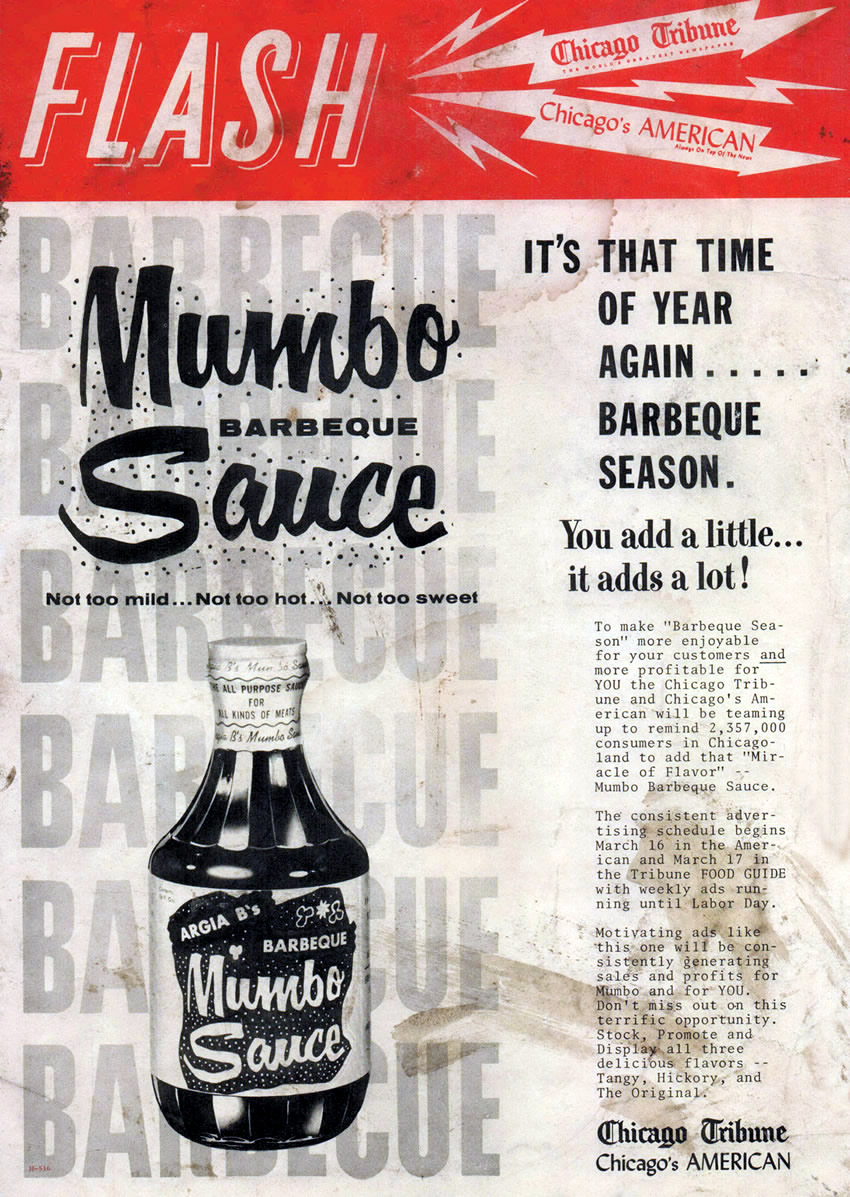 FLASH
Chicago Tribune
THE WORLD'S GREATEST NEWSPAPER
Chicago's AMERICAN
Always On Top Of The News
BARBECUE
BARBECUE
BARBECUE
BARBECUE
BARBECUE
BARBECUE
Mumbo
BARBEQUE
Sauce
Not too mild...Not too hot...Not too sweet
B's Mumbo Sa
ALL PURPOSE
FOR
ALL KINDS OF MEATS
B's Mumbo
ARGIA B's
BARBEQUE
Mumbo
Sauce
H-536
IT'S THAT TIME
OF YEAR
AGAIN.....
BARBEQUE
SEASON.
You add a little...
it adds a lot!
To make "Barbeque Sea-
son" more enjoyable
for your customers and
more profitable for
YOU the Chicago Trib-
une and Chicago's Am-
erican will be teaming
up to remind 2,357,000
consumers in Chicago-
land to add that "Mir-
acle of Flavor" --
Mumbo Barbeque Sauce.
The consistent adver-
tising schedule begins
March 16 in the Amer-
ican and March 17 in
the Tribune FOOD GUIDE
with weekly ads run-
ning until Labor Day.
Motivating ads like
this one will be con-
sistently generating
sales and profits for
Mumbo and for YOU.
Don't miss out on this
terrific opportunity.
Stock, Promote and
Display all three
delicious flavors --
Tangy, Hickory, and
The Original.
Chicago Tribune
Chicago's AMERICAN